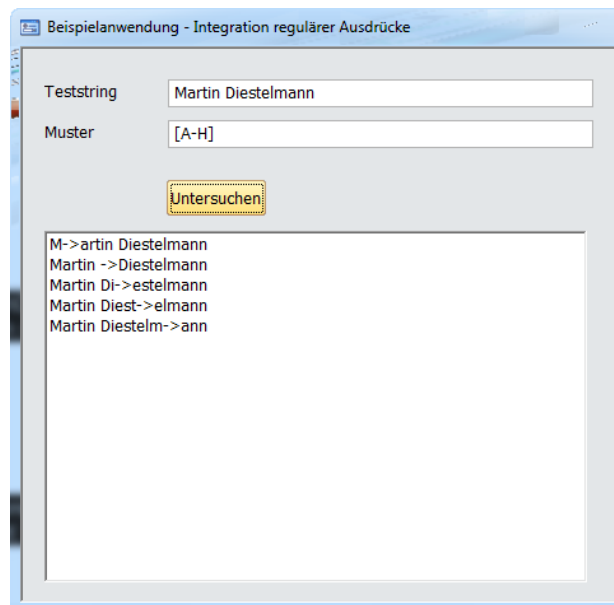 Beispielanwendung - Integration regulärer Ausdrücke
Teststring Martin Diestelmann
Muster [A-H]
Untersuchen
M->artin Diestelmann
Martin ->Diestelmann
Martin Di->estelmann
Martin Diest->elmann
Martin Diestelm->ann